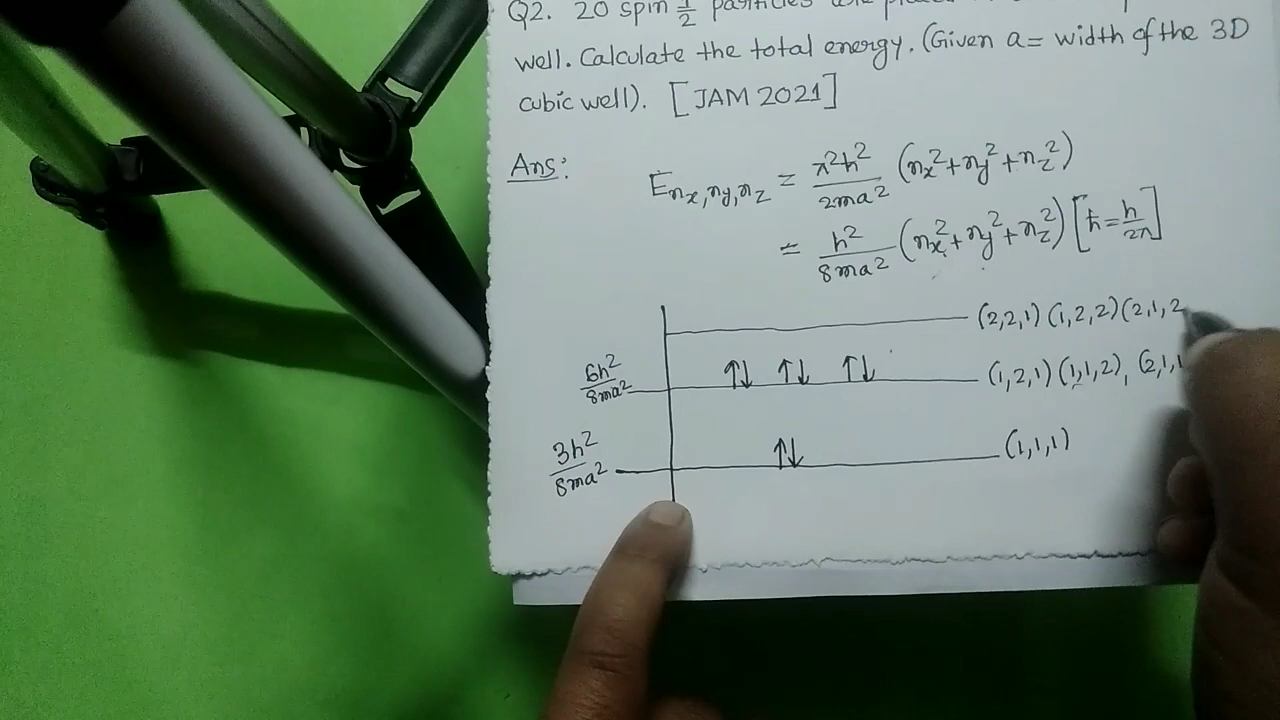 Q2. 20 spin 1/2 particles
well. Calculate the total energy. (Given a = width of the 3D
cubic well). [JAM 2021]
Ans:
E_{nx,ny,nz} = π²ħ²/2ma² (nx²+ny²+nz²)
= h²/8ma² (nx²+ny²+nz²) [ħ = h/2π]
(2,2,1) (1,2,2) (2,1,2
6h²/8ma² ↑↓ ↑↓ ↑↓ (1,2,1) (1,1,2), (2,1,1
3h²/8ma² ↑↓ (1,1,1)